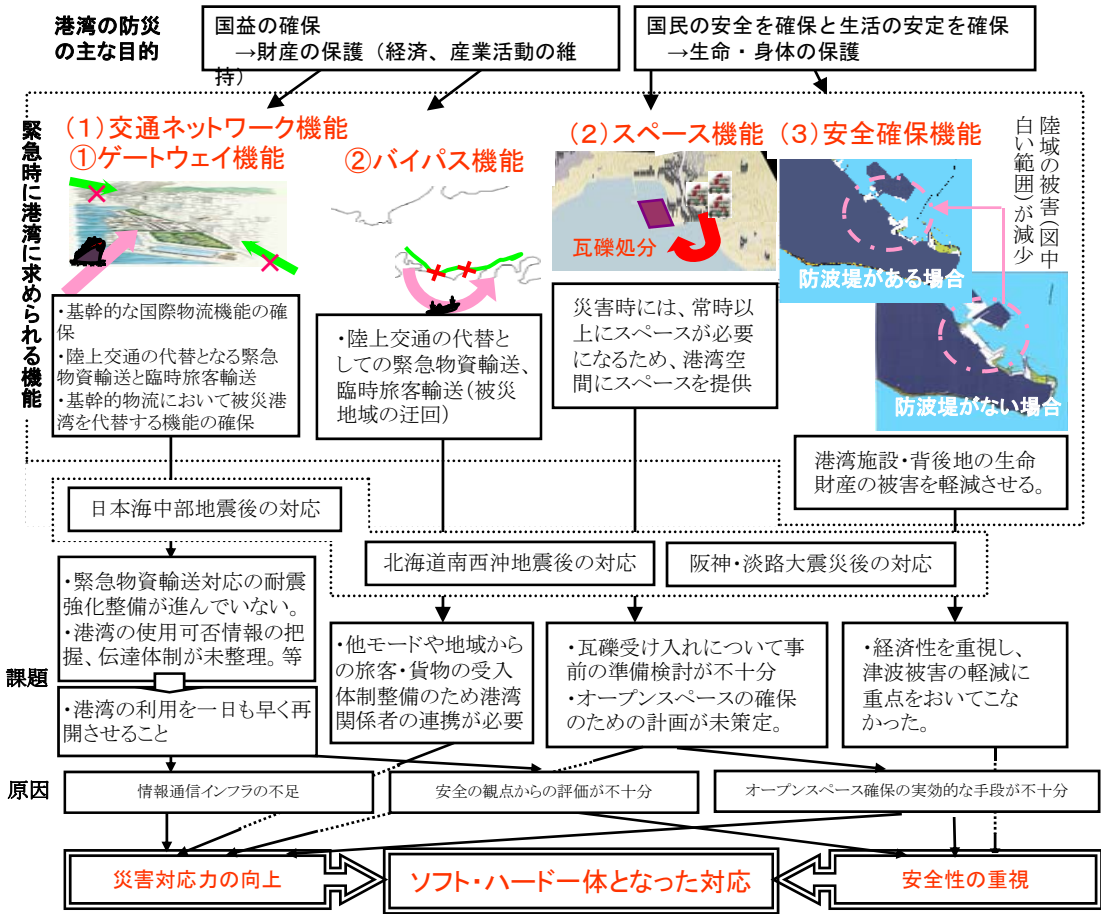 港湾の防災
の主な目的
国益の確保
→財産の保護（経済、産業活動の維
持）
国民の安全を確保と生活の安定を確保
→生命・身体の保護
緊急時に港湾に求められる機能
（１）交通ネットワーク機能
①ゲートウェイ機能
②バイパス機能
（２）スペース機能
（３）安全確保機能
瓦礫処分
防波堤がある場合
防波堤がない場合
陸域の被害（図中
白い範囲）が減少
・基幹的な国際物流機能の確
保
・陸上交通の代替となる緊急
物資輸送と臨時旅客輸送
・基幹的物流において被災港
湾を代替する機能の確保
・陸上交通の代替と
しての緊急物資輸送、
臨時旅客輸送（被災
地域の迂回）
災害時には、常時以
上にスペースが必要
になるため、港湾空
間にスペースを提供
港湾施設・背後地の生命
財産の被害を軽減させる。
日本海中部地震後の対応
北海道南西沖地震後の対応
阪神・淡路大震災後の対応
課題
・緊急物資輸送対応の耐震
強化整備が進んでいない。
・港湾の使用可否情報の把
握、伝達体制が未整理。等
・港湾の利用を一日も早く再
開させること
・他モードや地域から
の旅客・貨物の受入
体制整備のため港湾
関係者の連携が必要
・瓦礫受け入れについて事
前の準備検討が不十分
・オープンスペースの確保
のための計画が未策定。
・経済性を重視し、
津波被害の軽減に
重点をおいてこな
かった。
原因
情報通信インフラの不足
安全の観点からの評価が不十分
オープンスペース確保の実効的な手段が不十分
災害対応力の向上
ソフト・ハード一体となった対応
安全性の重視